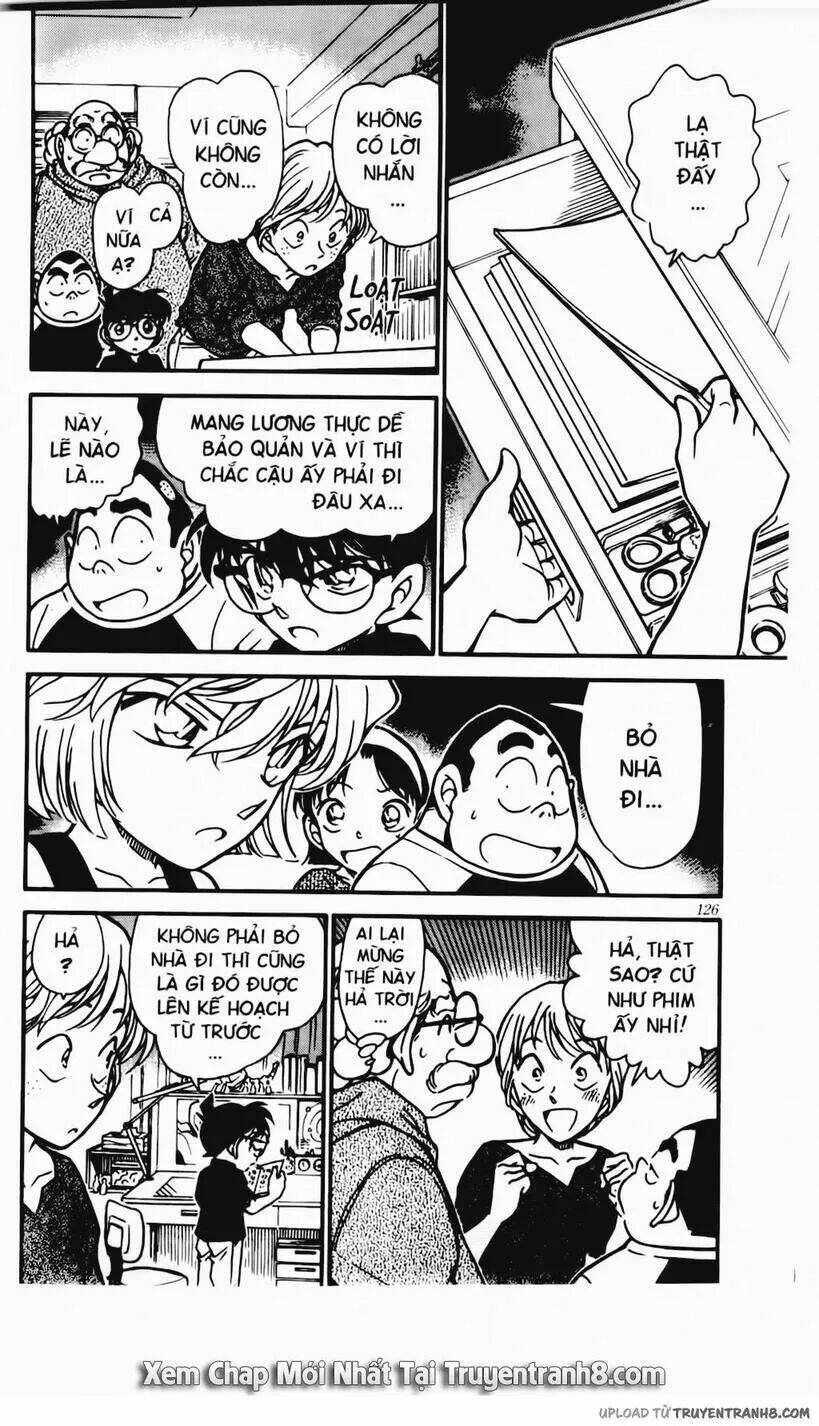 LẠ
THẬT
ĐẤY
...
KHÔNG
CÓ LỜI
NHẮN
...
VÍ CŨNG
KHÔNG
CÒN...
VÍ CẢ
NỮA
Ạ?
LOẠT
SOẠT
MANG LƯƠNG THỰC DỄ
BẢO QUẢN VÀ VÍ THÌ
CHẮC CẬU ẤY PHẢI ĐI
ĐÂU XA...
NÀY,
LẼ NÀO
LÀ...
BỎ
NHÀ
ĐI...
126
HẢ, THẬT
SAO? CỨ
NHƯ PHIM
ẤY NHỈ!
AI LẠI
MỪNG
THẾ NÀY
HẢ TRỜI
...
KHÔNG PHẢI BỎ
NHÀ ĐI THÌ CŨNG
LÀ GÌ ĐÓ ĐƯỢC
LÊN KẾ HOẠCH
TỪ TRƯỚC
...
HẢ
?
Xem Chap Mới Nhất Tại Truyentranh8.com
UPLOAD TỪ TRUYENTRANH8.COM